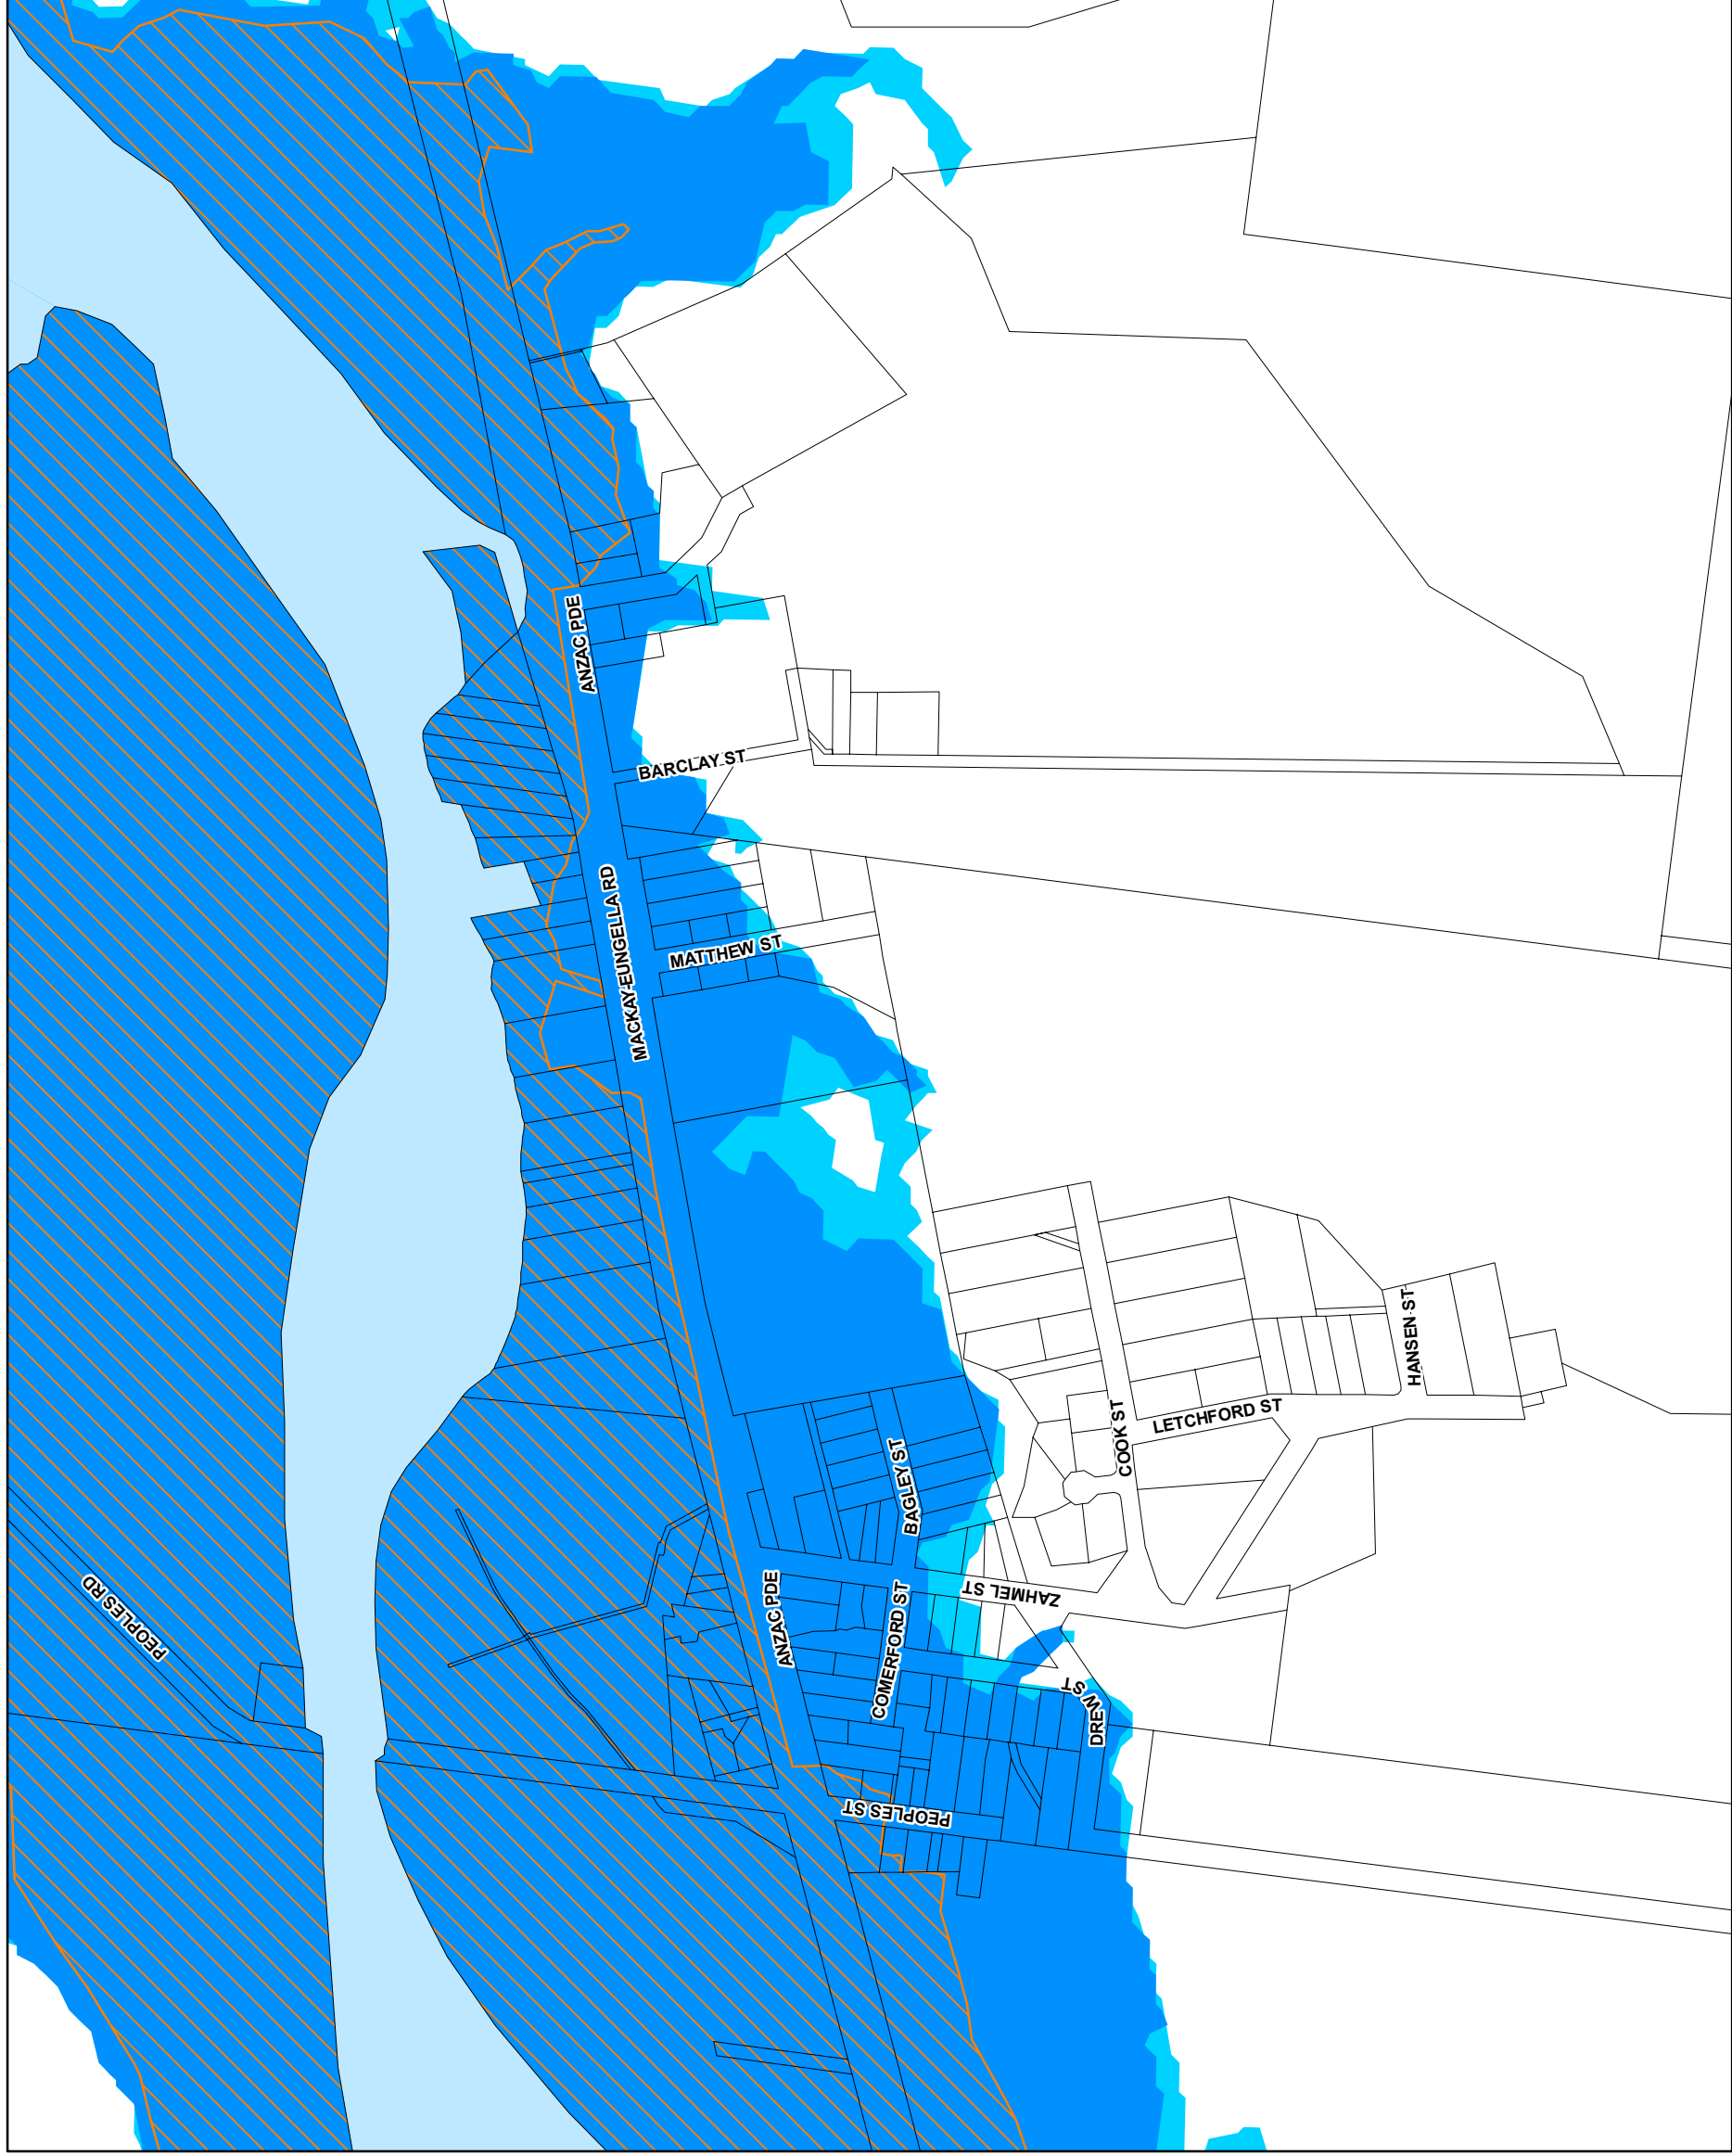 ANZAC PDE
BARCLAY ST
MACKAY-EUNGELLA RD
MATTHEW ST
HANSEN ST
LETCHFORD ST
COOK ST
BAGLEY ST
ZAHMEL ST
ANZAC PDE
COMERFORD ST
PEOPLES RD
DREW ST
PEOPLES ST